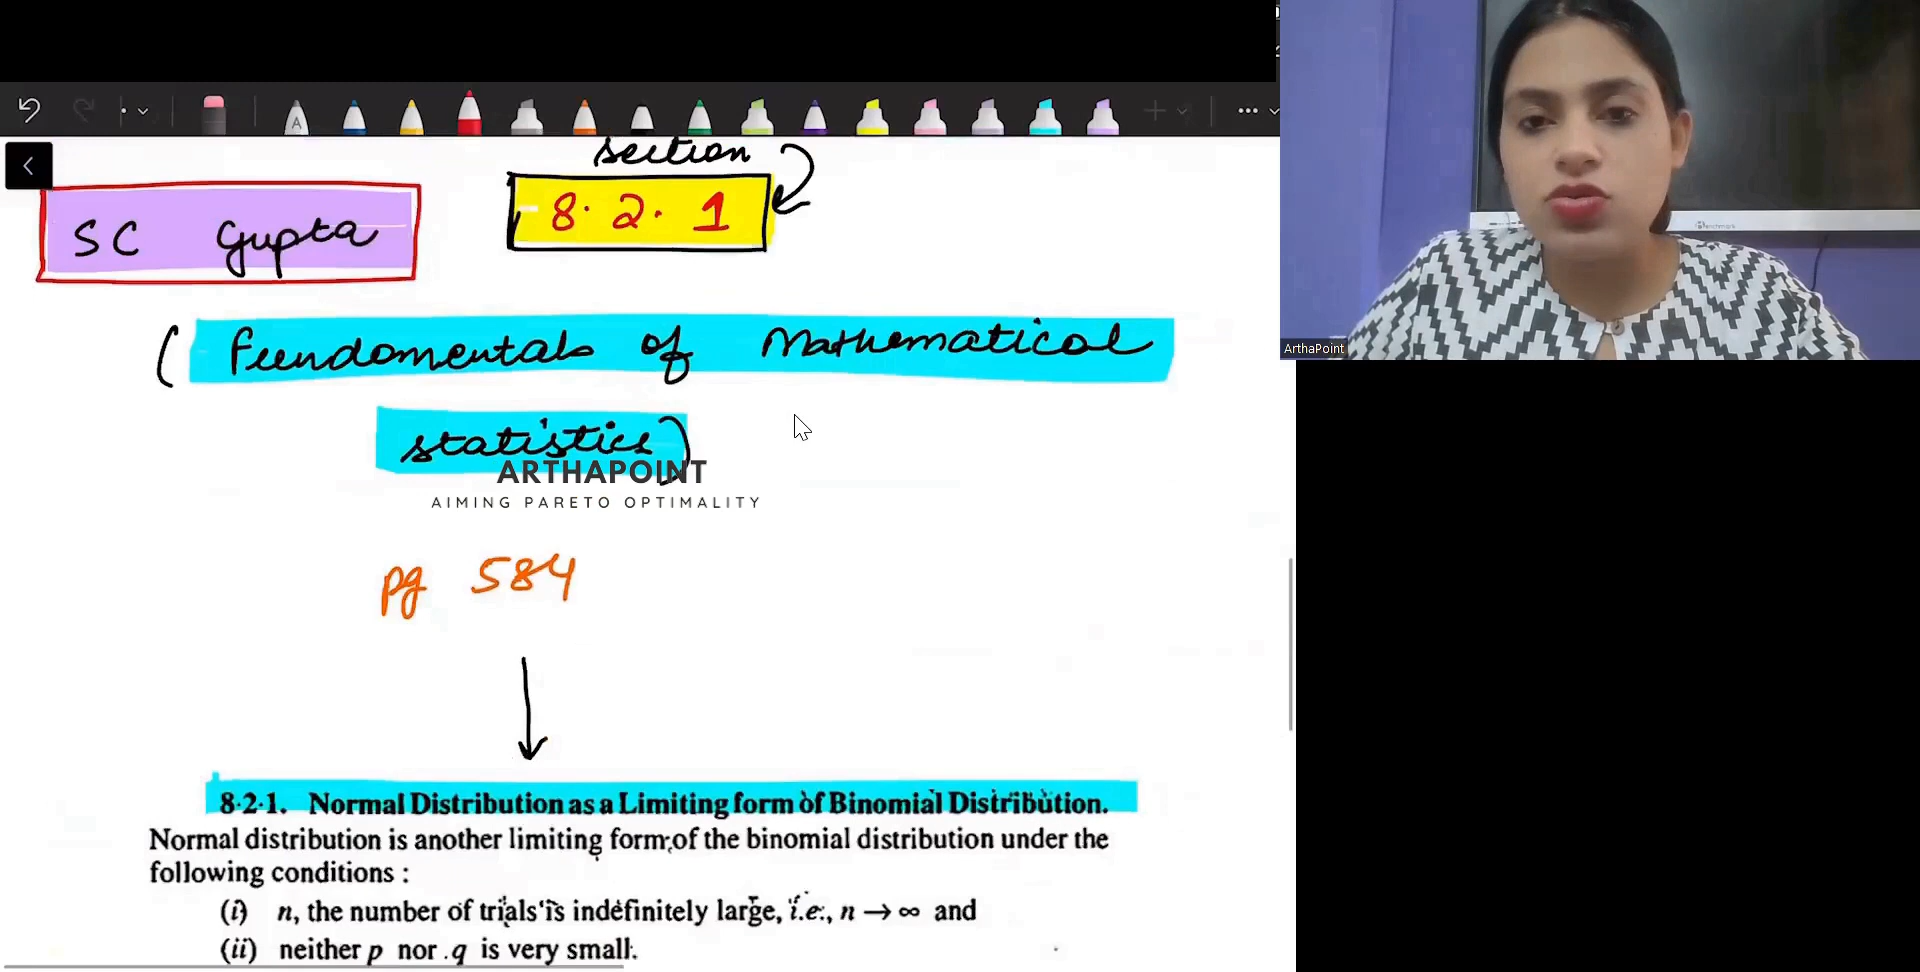 section
8.2.1
SC Gupta
(Fundamentals of Mathematical
statistics)
ARTHAPOINT
AIMING PARETO OPTIMALITY
pg 584
8·2·1. Normal Distribution as a Limiting form of Binomial Distribution.
Normal distribution is another limiting form of the binomial distribution under the
following conditions :
(i) n, the number of trials is indefinitely large, i.e., n → ∞ and
(ii) neither p nor q is very small.
ArthaPoint